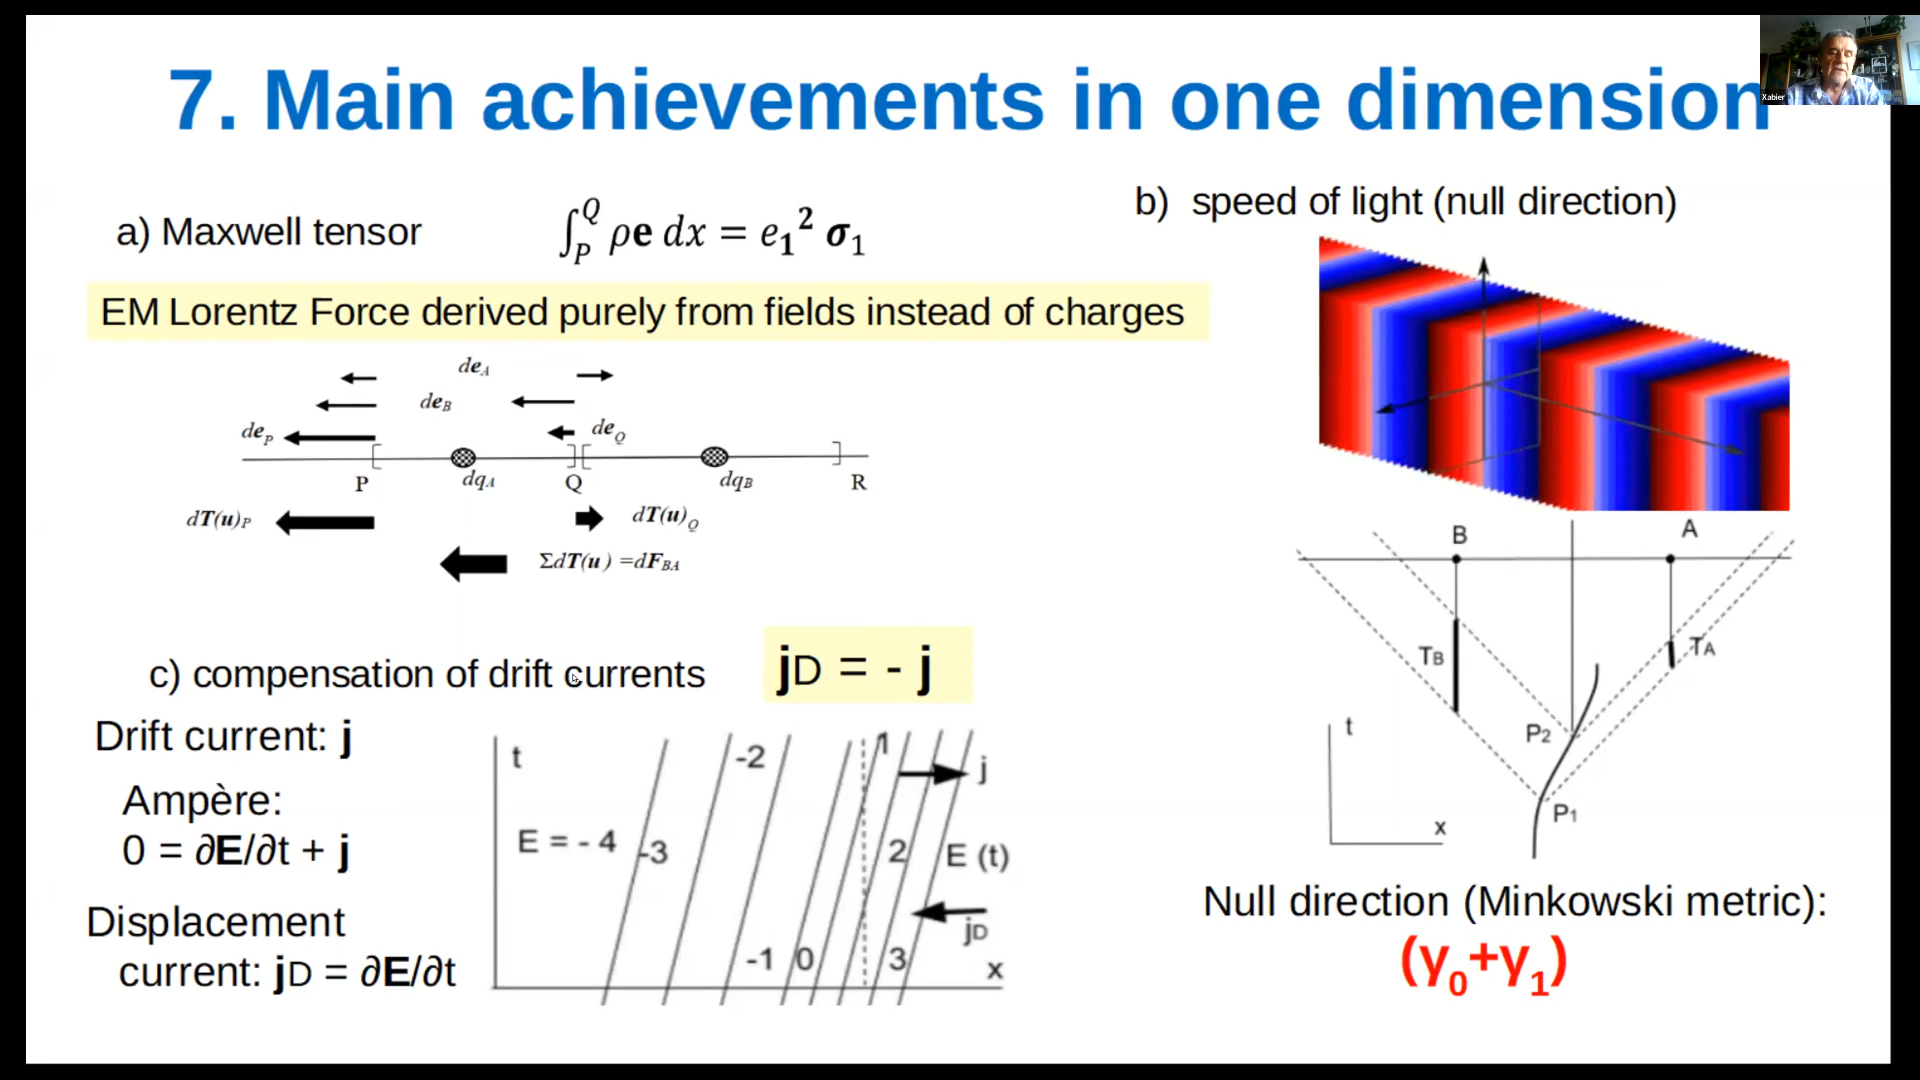 7. Main achievements in one dimension
Xabier
a) Maxwell tensor
∫_P^Q ρe dx = e₁² σ₁
EM Lorentz Force derived purely from fields instead of charges
de_A
de_B
de_P
de_Q
P
dq_A
Q
dq_B
R
dT(u)_P
dT(u)_Q
ΣdT(u) =dF_BA
b) speed of light (null direction)
B
A
T_B
T_A
P₂
P₁
t
x
Null direction (Minkowski metric):
(γ₀+γ₁)
c) compensation of drift currents
jD = - j
Drift current: j
Ampère:
0 = ∂E/∂t + j
Displacement
current: jD = ∂E/∂t
t
-2
1
j
E = - 4
-3
2
E (t)
jD
-1
0
3
x